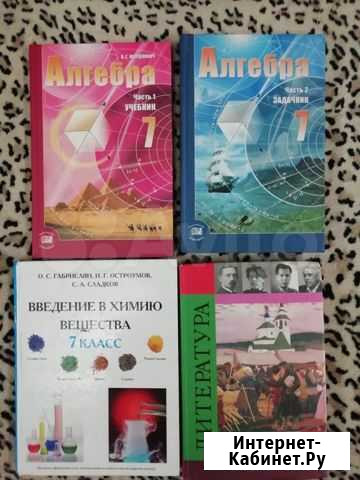 А.Г. Мордкович
Алгебра
Часть 1
УЧЕБНИК
7
Алгебра
Часть 2
ЗАДАЧНИК
7
О. С. ГАБРИЕЛЯН, И. Г. ОСТРОУМОВ,
С. А. СЛАДКОВ
ВВЕДЕНИЕ В ХИМИЮ
ВЕЩЕСТВА
7 КЛАСС
ЛИТЕРАТУРА
Интернет-
Кабинет.Ру